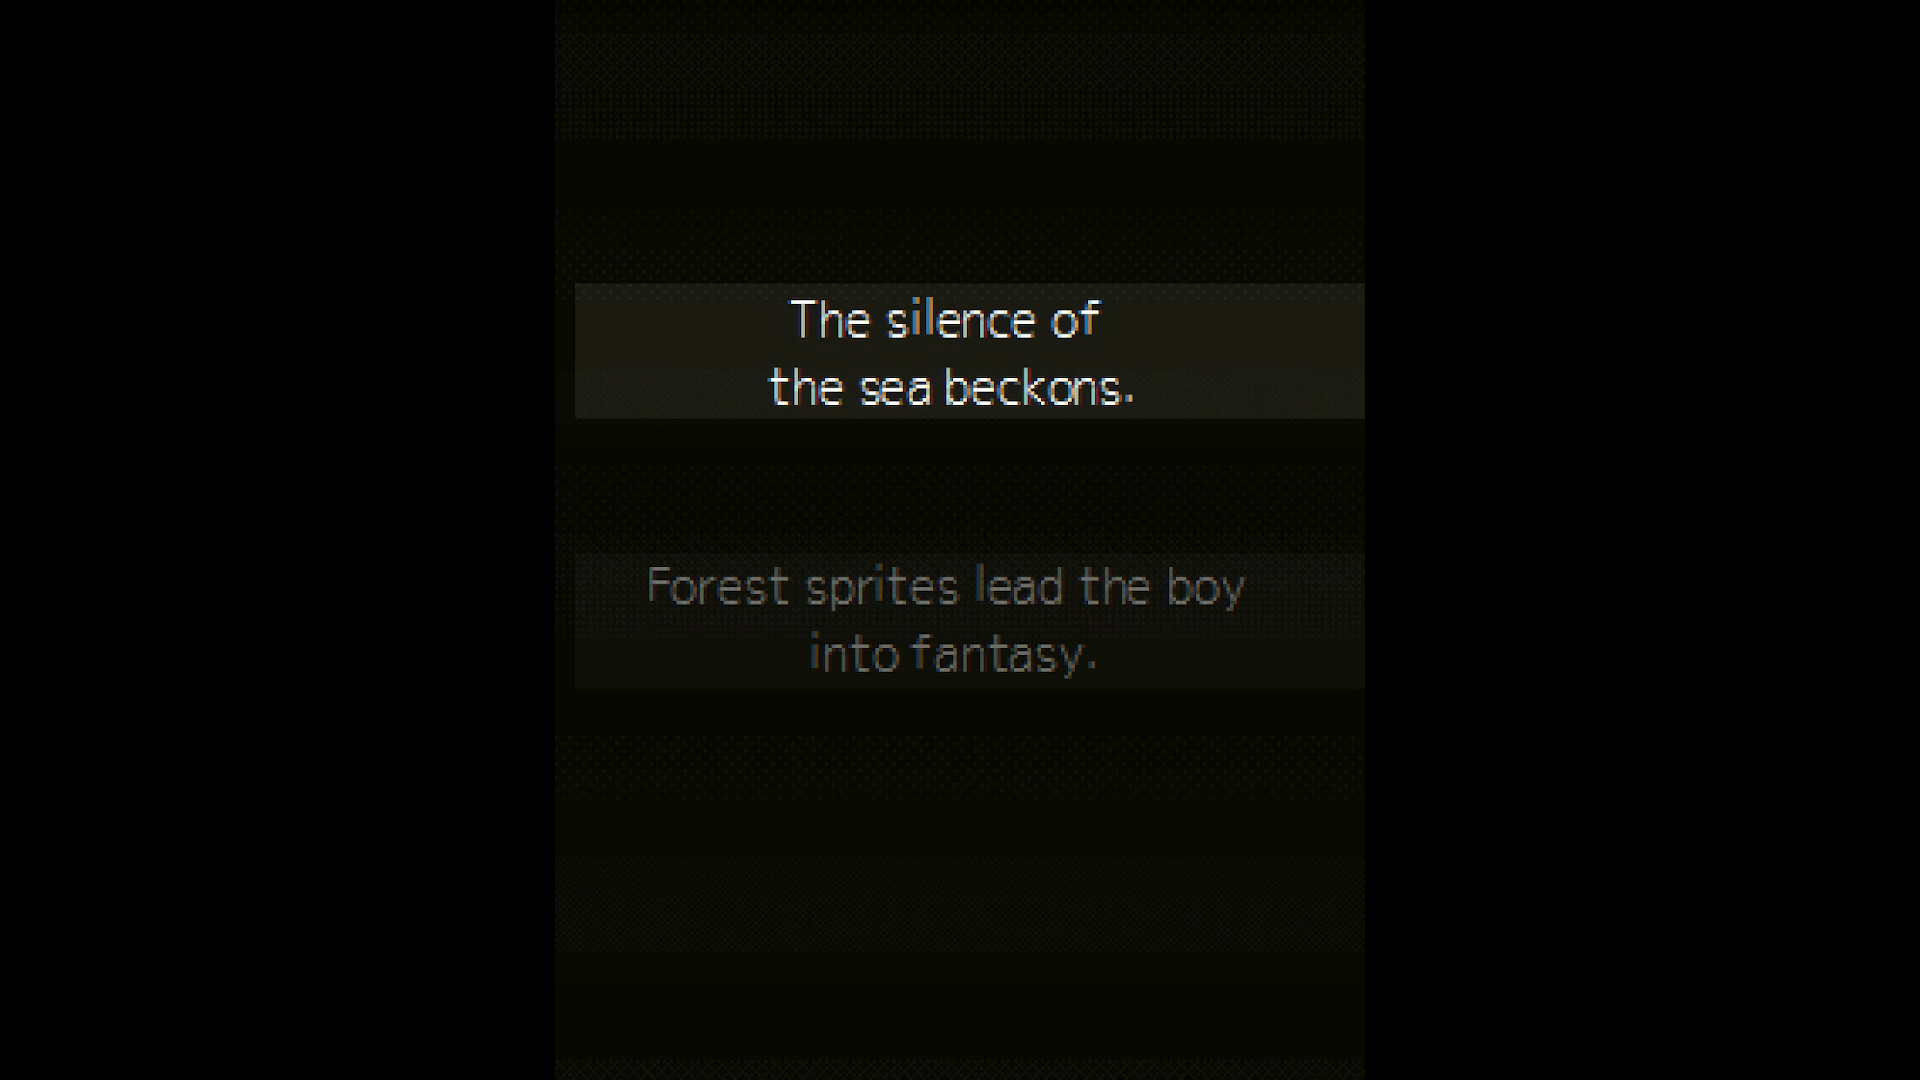 The silence of
the sea beckons.
Forest sprites lead the boy
into fantasy.